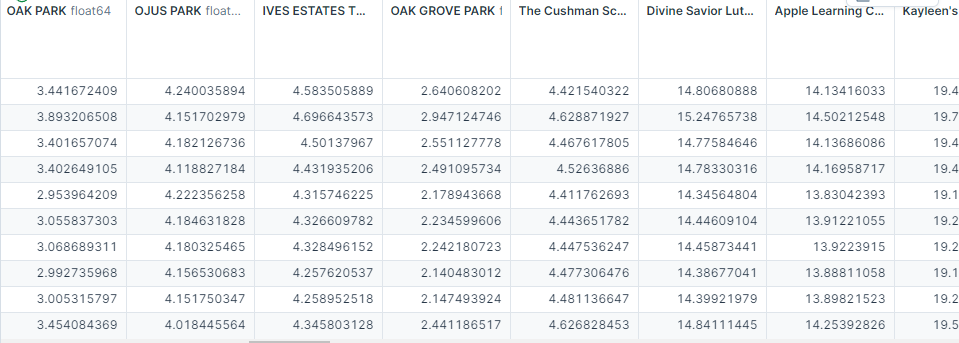 OAK PARK float64 OJUS PARK float... IVES ESTATES T... OAK GROVE PARK The Cushman Sc... Divine Savior Lut... Apple Learning C... Kayleen's
3.441672409 4.240035894 4.583505889 2.640608202 4.421540322 14.80680888 14.13416033 19.4
3.893206508 4.151702979 4.696643573 2.947124746 4.628871927 15.24765738 14.50212548 19.7
3.401657074 4.182126736 4.50137967 2.551127778 4.467617805 14.77584646 14.13686086 19.4
3.402649105 4.118827184 4.431935206 2.491095734 4.52636886 14.78330316 14.16958717 19.4
2.953964209 4.222356258 4.315746225 2.178943668 4.411762693 14.34564804 13.83042393 19.1
3.055837303 4.184631828 4.326609782 2.234599606 4.443651782 14.44609104 13.91221055 19.2
3.068689311 4.180325465 4.328496152 2.242180723 4.447536247 14.45873441 13.9223915 19.2
2.992735968 4.156530683 4.257620537 2.140483012 4.477306476 14.38677041 13.88811058 19.1
3.005315797 4.151750347 4.258952518 2.147493924 4.481136647 14.39921979 13.89821523 19.2
3.454084369 4.018445564 4.345803128 2.441186517 4.626828453 14.84111445 14.25392826 19.5